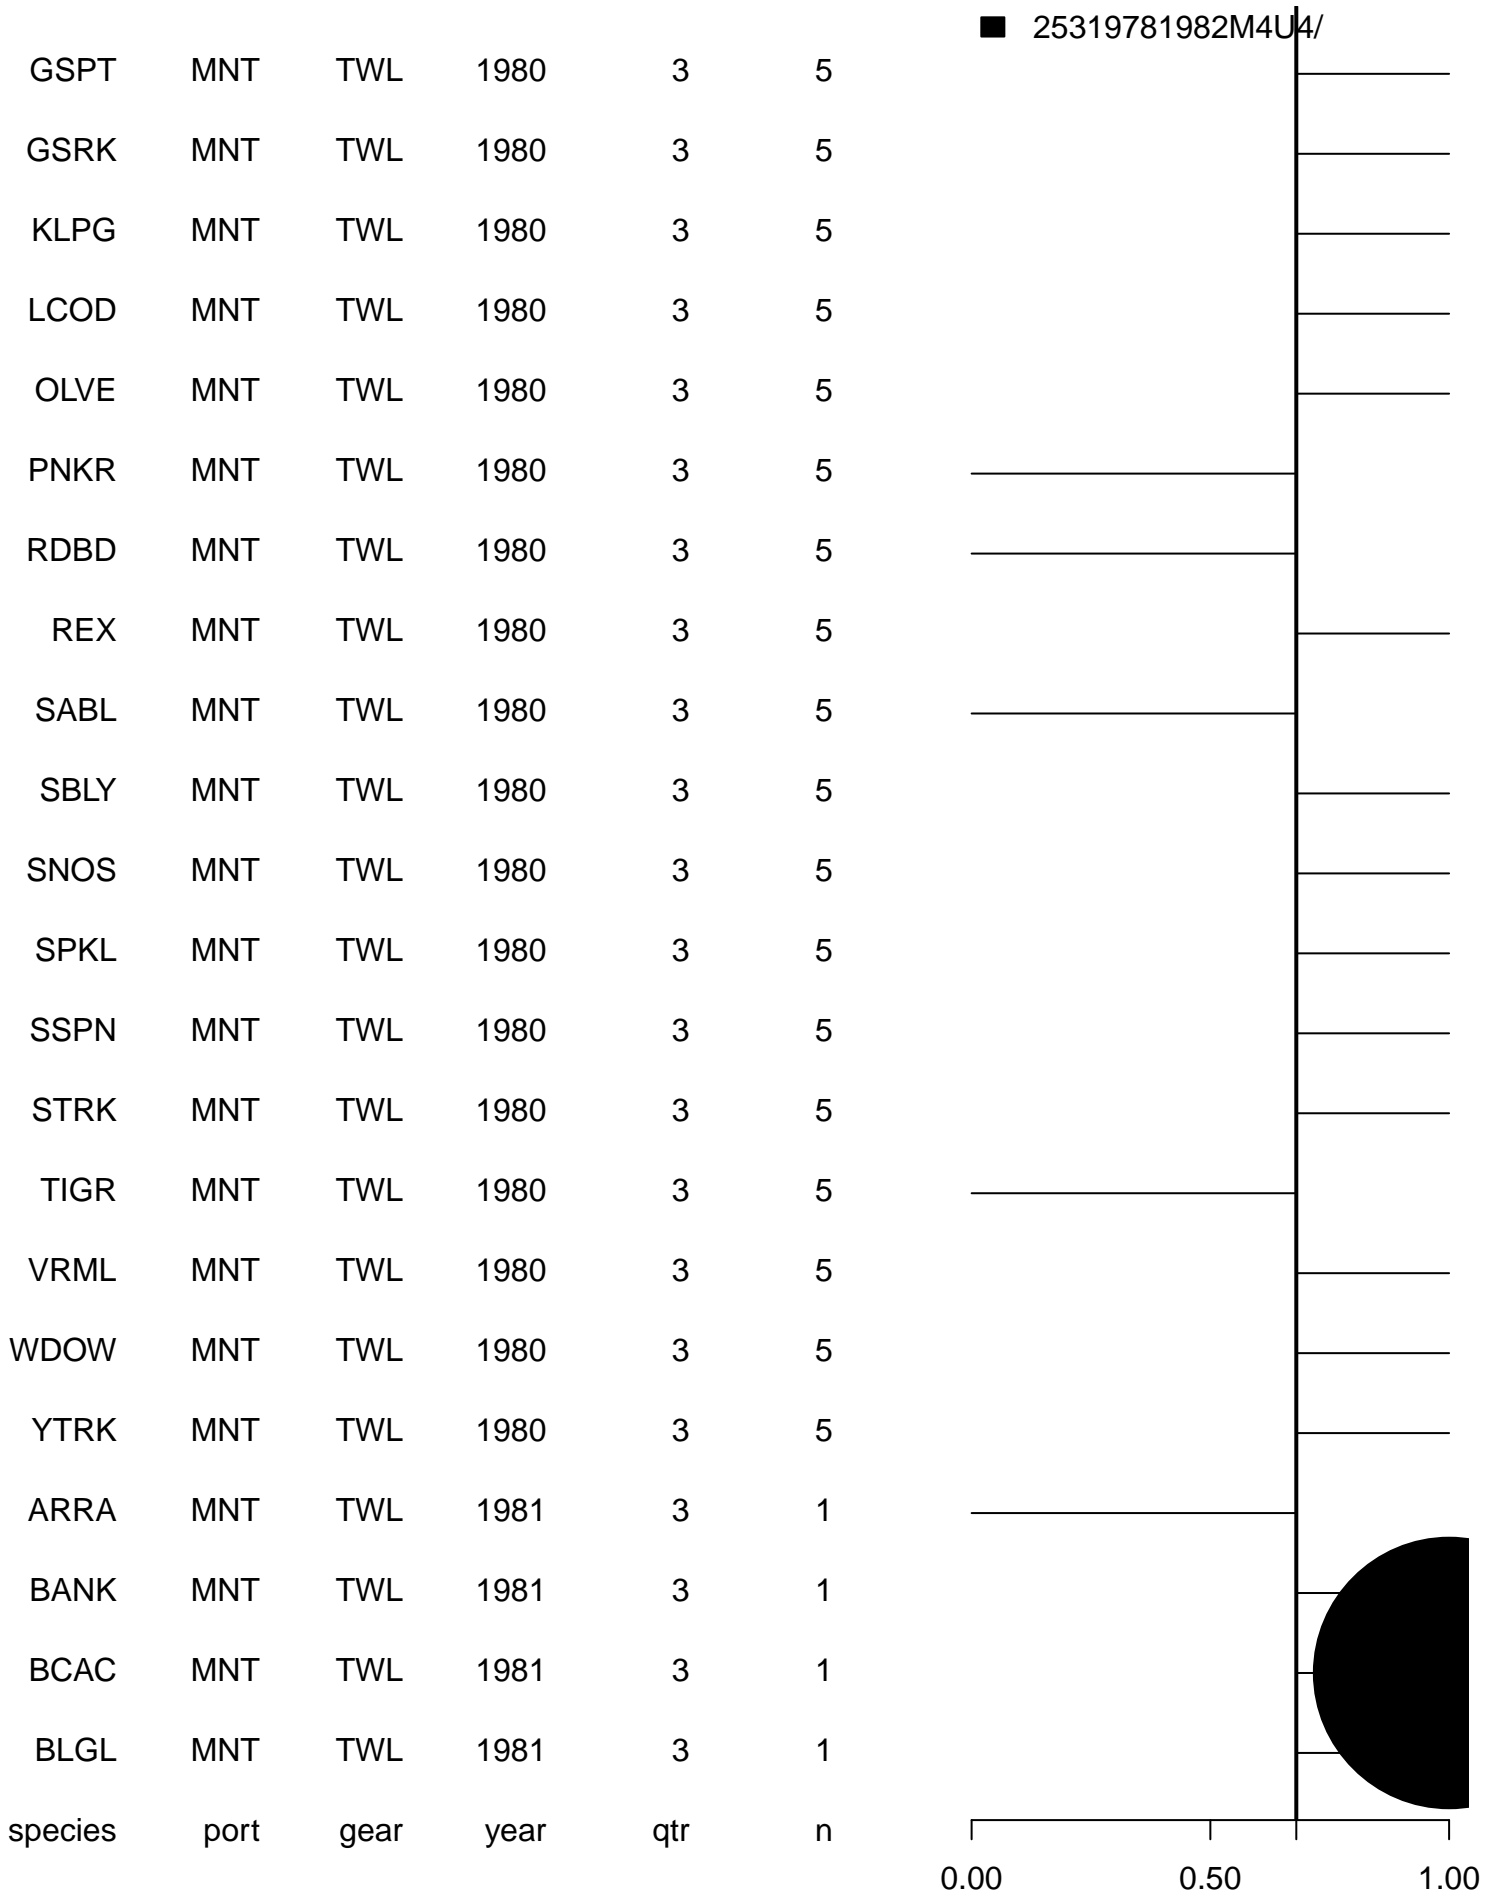 25319781982M4U4/
GSPT MNT TWL 1980 3 5
GSRK MNT TWL 1980 3 5
KLPG MNT TWL 1980 3 5
LCOD MNT TWL 1980 3 5
OLVE MNT TWL 1980 3 5
PNKR MNT TWL 1980 3 5
RDBD MNT TWL 1980 3 5
REX MNT TWL 1980 3 5
SABL MNT TWL 1980 3 5
SBLY MNT TWL 1980 3 5
SNOS MNT TWL 1980 3 5
SPKL MNT TWL 1980 3 5
SSPN MNT TWL 1980 3 5
STRK MNT TWL 1980 3 5
TIGR MNT TWL 1980 3 5
VRML MNT TWL 1980 3 5
WDOW MNT TWL 1980 3 5
YTRK MNT TWL 1980 3 5
ARRA MNT TWL 1981 3 1
BANK MNT TWL 1981 3 1
BCAC MNT TWL 1981 3 1
BLGL MNT TWL 1981 3 1
species port gear year qtr n
0.00 0.50 1.00